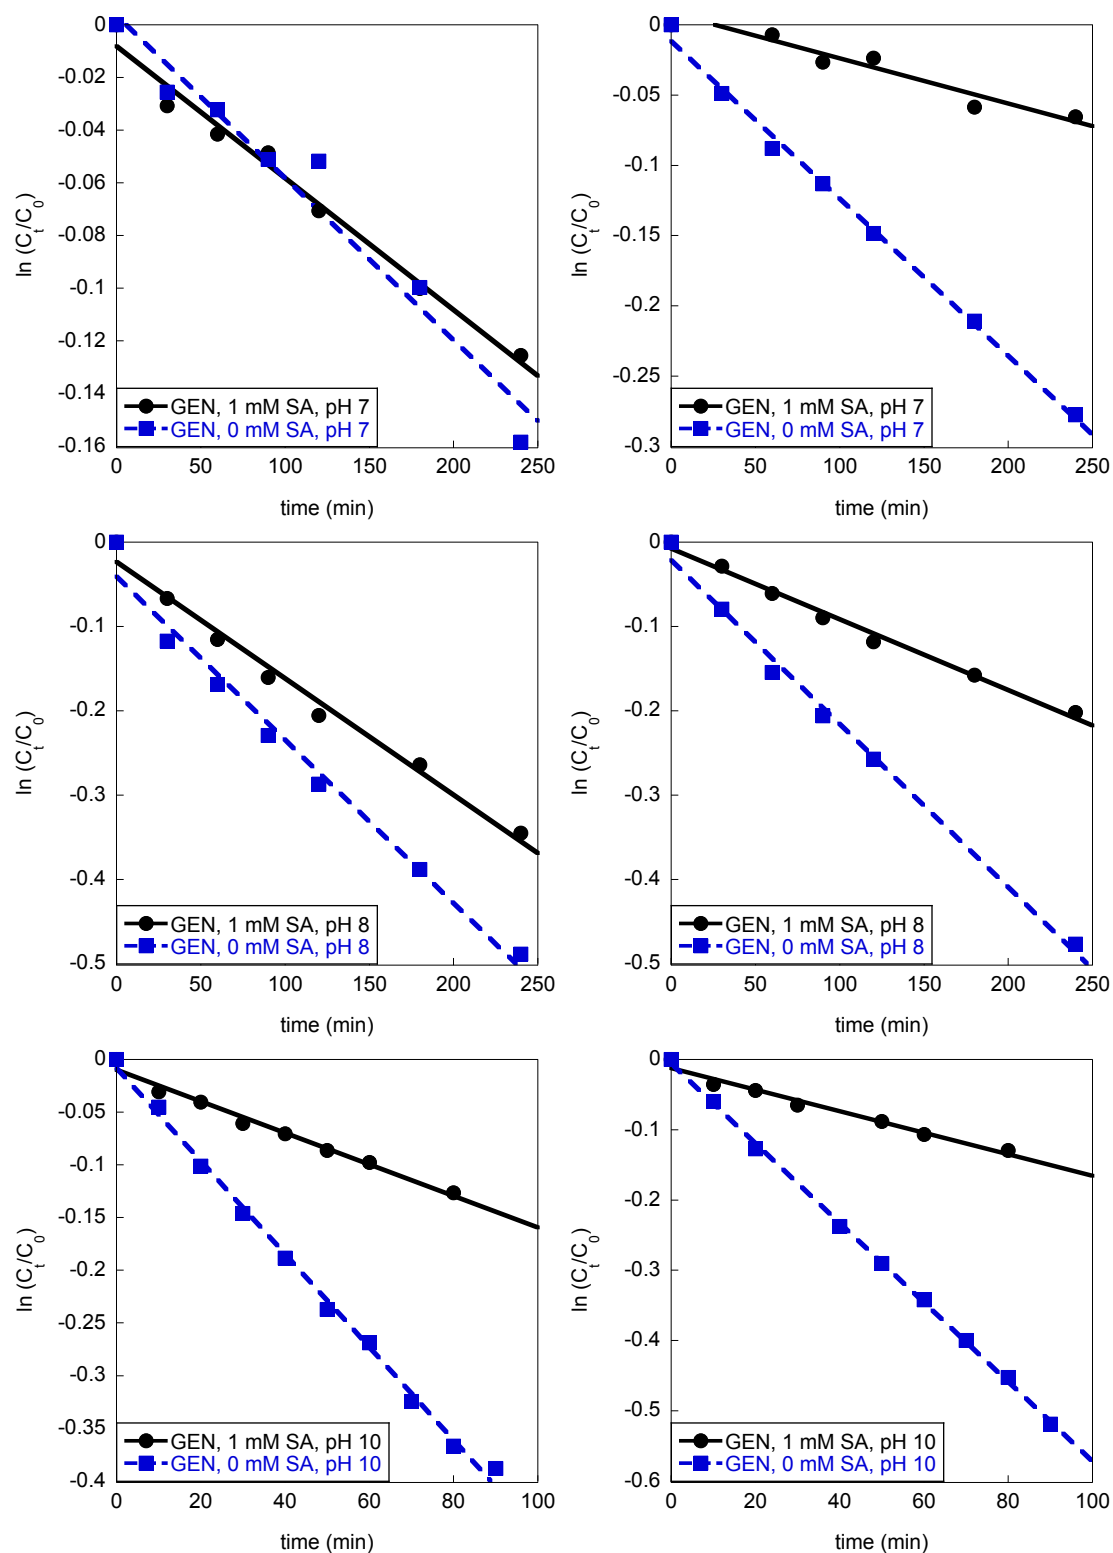 0
-0.02
-0.04
-0.06
-0.08
-0.1
-0.12
-0.14
-0.16
ln (Ct/C0)
GEN, 1 mM SA, pH 7
GEN, 0 mM SA, pH 7
0 50 100 150 200 250
time (min)
0
-0.05
-0.1
-0.15
-0.2
-0.25
-0.3
ln (Ct/C0)
GEN, 1 mM SA, pH 7
GEN, 0 mM SA, pH 7
0 50 100 150 200 250
time (min)
0
-0.1
-0.2
-0.3
-0.4
-0.5
ln (Ct/C0)
GEN, 1 mM SA, pH 8
GEN, 0 mM SA, pH 8
0 50 100 150 200 250
time (min)
0
-0.1
-0.2
-0.3
-0.4
-0.5
ln (Ct/C0)
GEN, 1 mM SA, pH 8
GEN, 0 mM SA, pH 8
0 50 100 150 200 250
time (min)
0
-0.05
-0.1
-0.15
-0.2
-0.25
-0.3
-0.35
-0.4
ln (Ct/C0)
GEN, 1 mM SA, pH 10
GEN, 0 mM SA, pH 10
0 20 40 60 80 100
time (min)
0
-0.1
-0.2
-0.3
-0.4
-0.5
-0.6
ln (Ct/C0)
GEN, 1 mM SA, pH 10
GEN, 0 mM SA, pH 10
0 20 40 60 80 100
time (min)